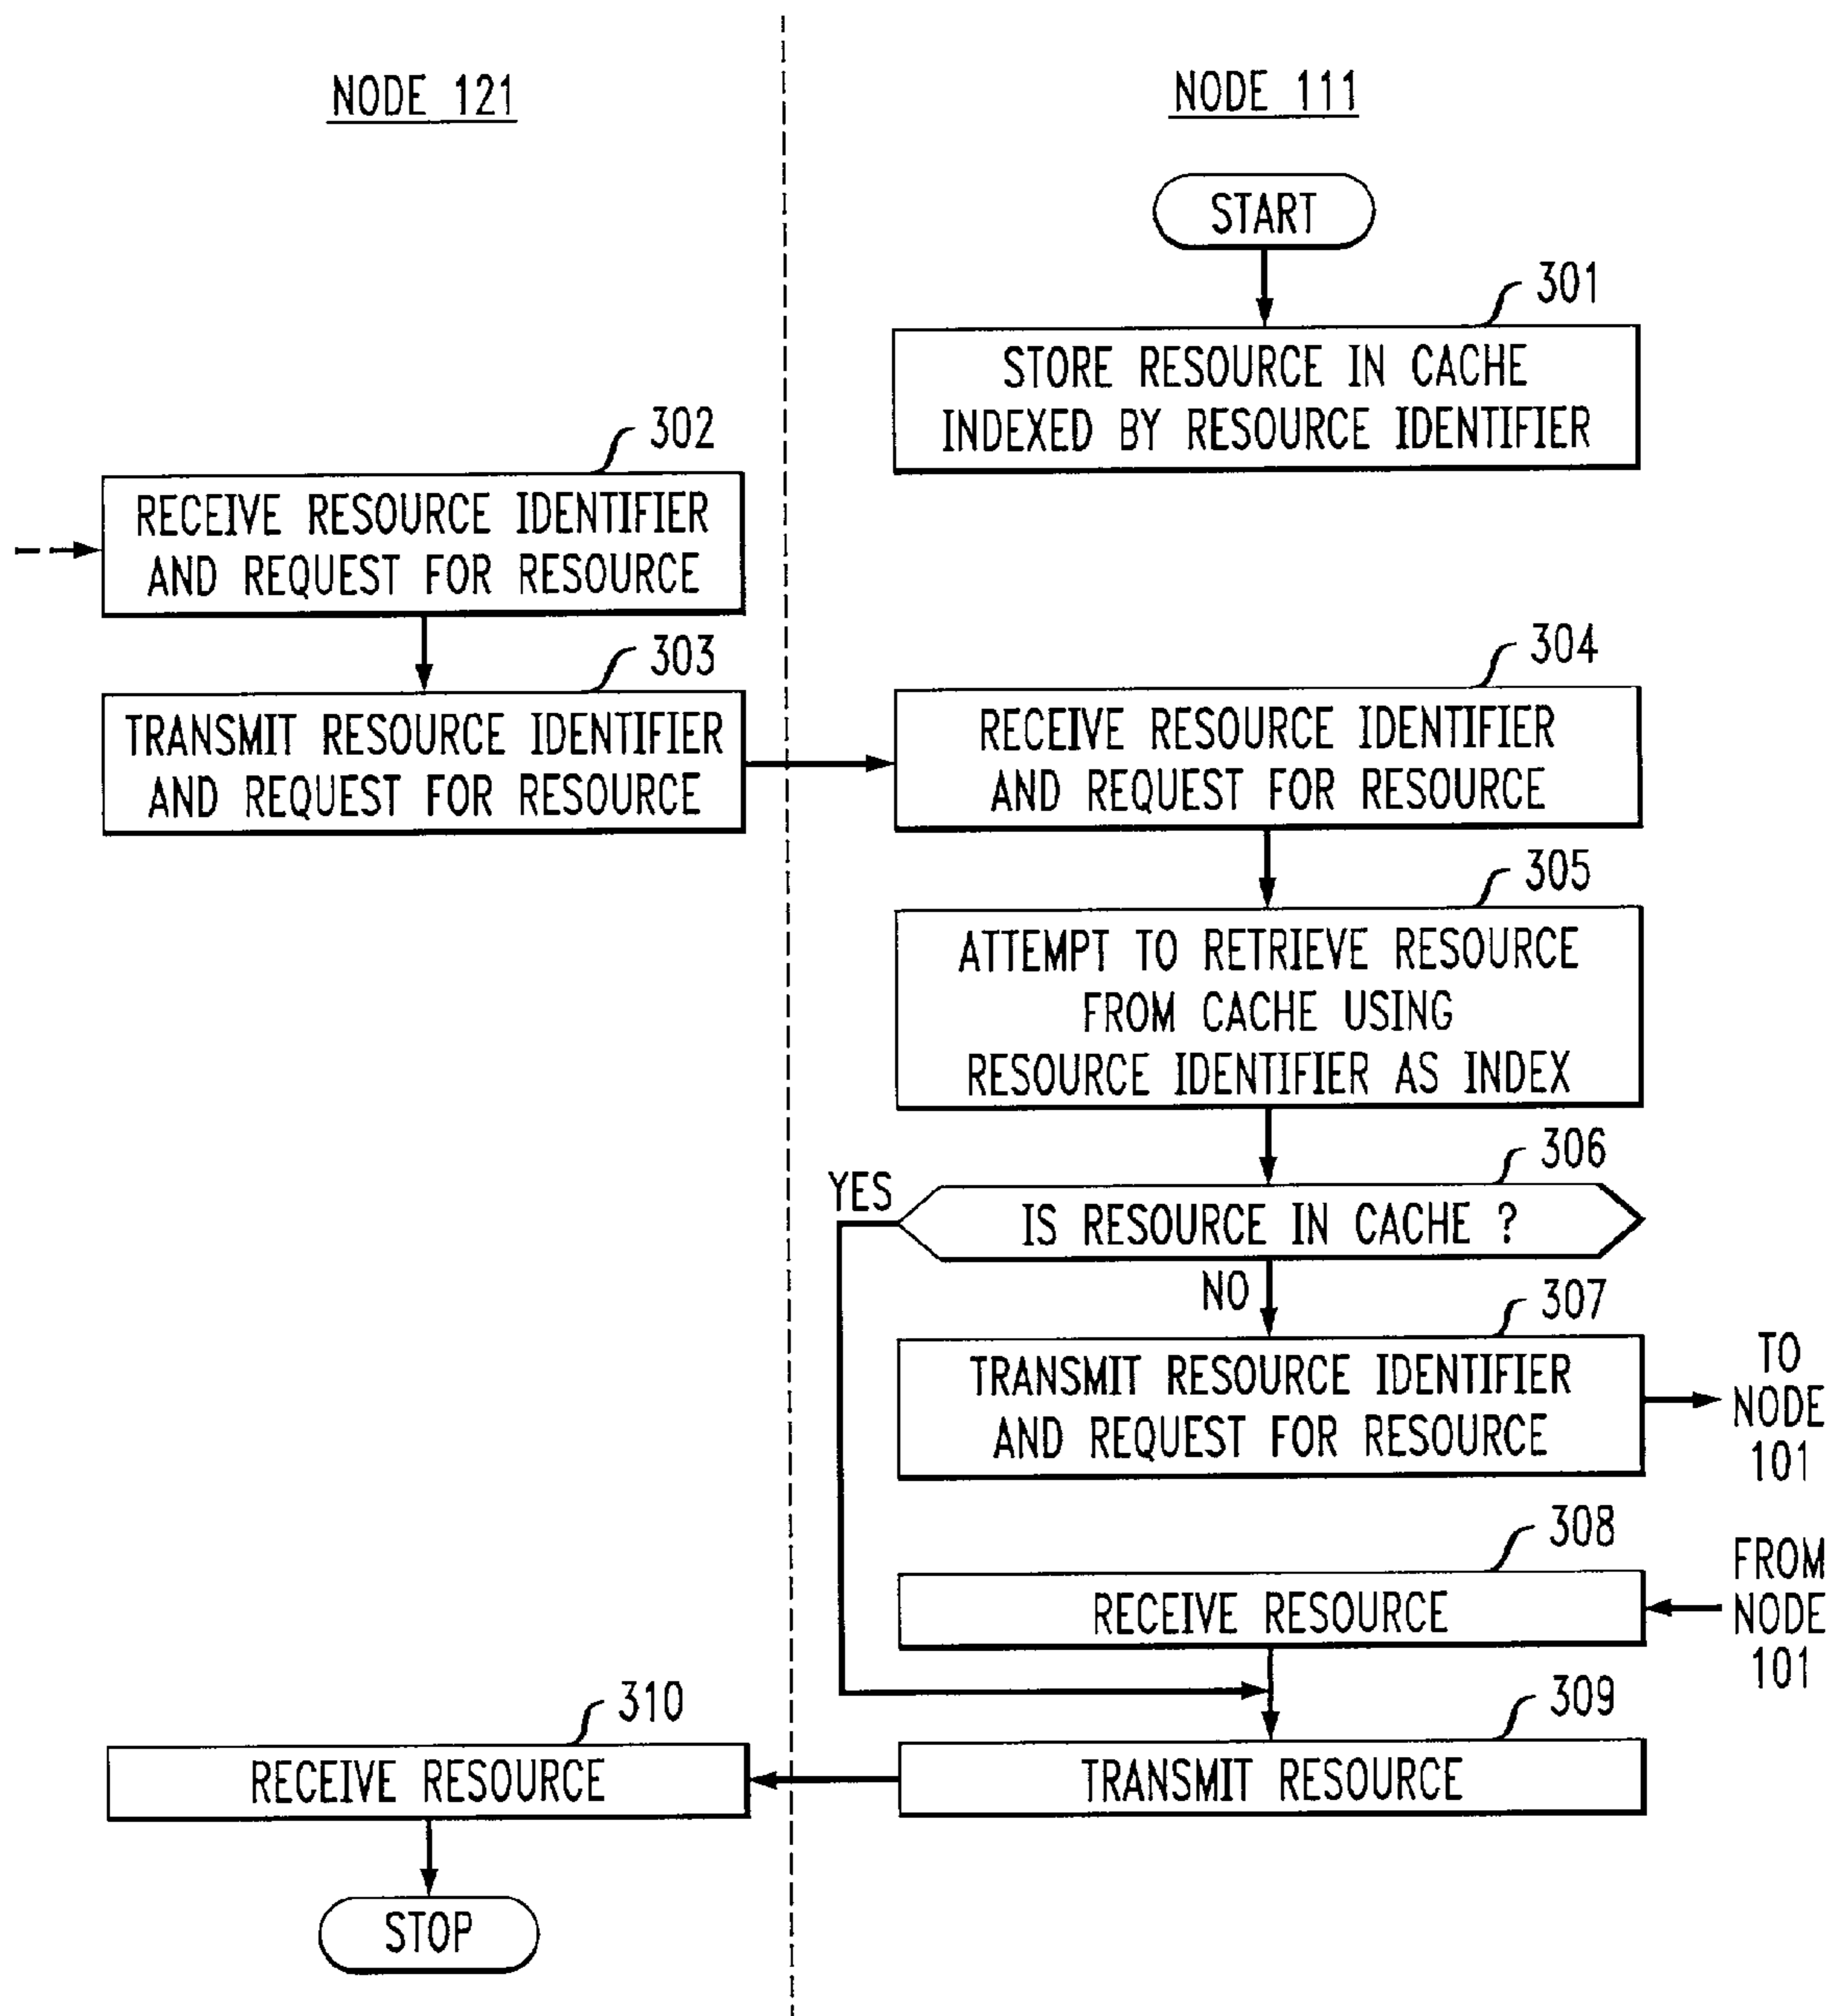 NODE 121
NODE 111
START
301
STORE RESOURCE IN CACHE
INDEXED BY RESOURCE IDENTIFIER
302
RECEIVE RESOURCE IDENTIFIER
AND REQUEST FOR RESOURCE
303
TRANSMIT RESOURCE IDENTIFIER
AND REQUEST FOR RESOURCE
304
RECEIVE RESOURCE IDENTIFIER
AND REQUEST FOR RESOURCE
305
ATTEMPT TO RETRIEVE RESOURCE
FROM CACHE USING
RESOURCE IDENTIFIER AS INDEX
306
YES
IS RESOURCE IN CACHE ?
NO
307
TRANSMIT RESOURCE IDENTIFIER
AND REQUEST FOR RESOURCE
TO
NODE
101
308
RECEIVE RESOURCE
FROM
NODE
101
309
TRANSMIT RESOURCE
310
RECEIVE RESOURCE
STOP